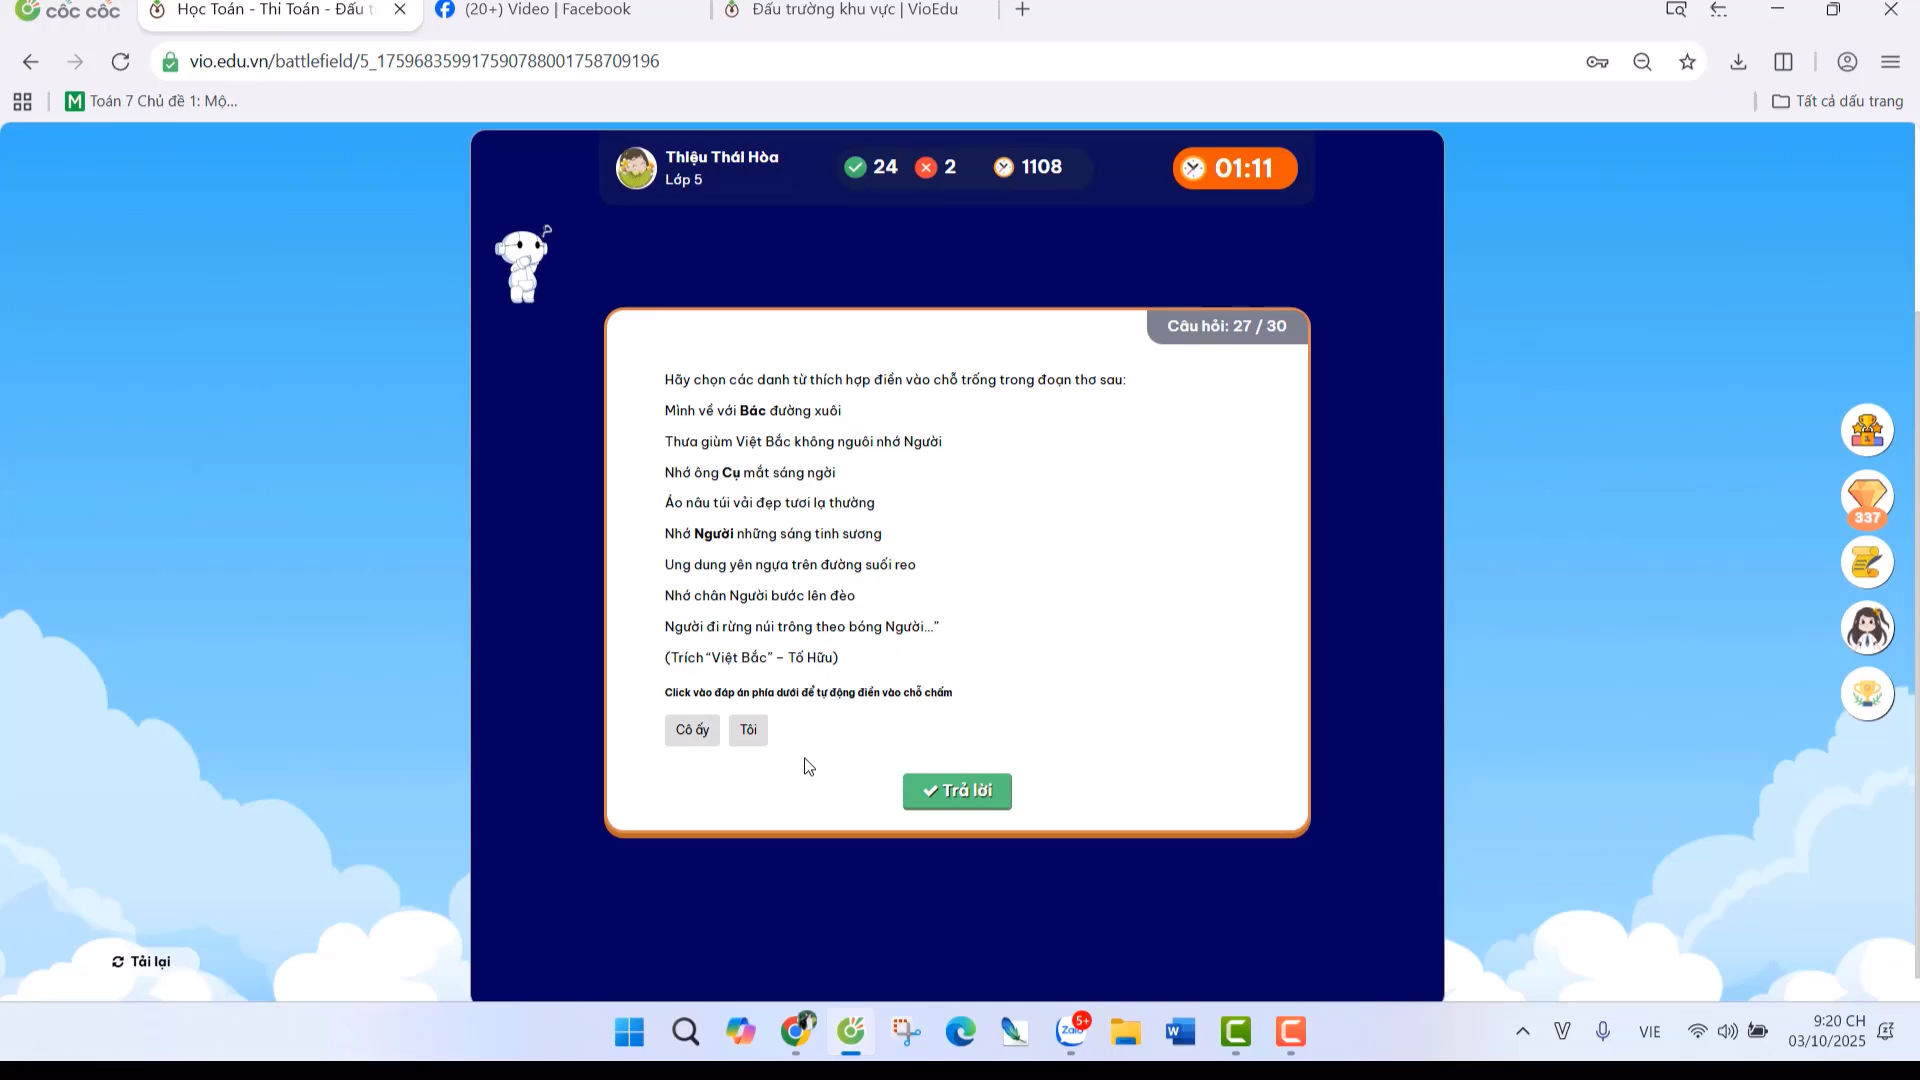 cốc cốc
Học Toán - Thi Toán - Đấu t
(20+) Video | Facebook
Đấu trường khu vực | VioEdu
vio.edu.vn/battlefield/5_1759683599175907880017587​09196
Toán 7 Chủ đề 1: Mộ...
Tất cả dấu trang
Thiệu Thái Hòa
Lớp 5
24
2
1108
01:11
Câu hỏi: 27 / 30
Hãy chọn các danh từ thích hợp điền vào chỗ trống trong đoạn thơ sau:
Mình về với Bác đường xuôi
Thưa giùm Việt Bắc không nguôi nhớ Người
Nhớ ông Cụ mắt sáng ngời
Áo nâu túi vải đẹp tươi lạ thường
Nhớ Người những sáng tinh sương
Ung dung yên ngựa trên đường suối reo
Nhớ chân Người bước lên đèo
Người đi rừng núi trông theo bóng Người..."
(Trích "Việt Bắc" – Tố Hữu)
Click vào đáp án phía dưới để tự động điền vào chỗ chấm
Cô ấy
Tôi
Trả lời
337
Tải lại
Zalo
5+
VIE
9:20 CH
03/10/2025